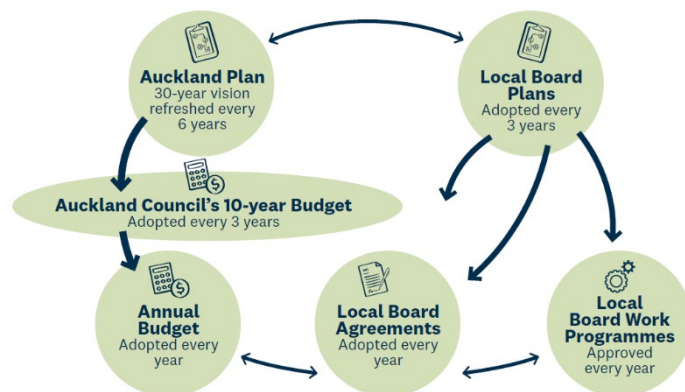 Auckland Plan
30-year vision
refreshed every
6 years
Local Board
Plans
Adopted every
3 years
$
Auckland Council's 10-year Budget
Adopted every 3 years
$
Annual
Budget
Adopted every
year
Local Board
Agreements
Adopted every
year
Local
Board Work
Programmes
Approved
every year